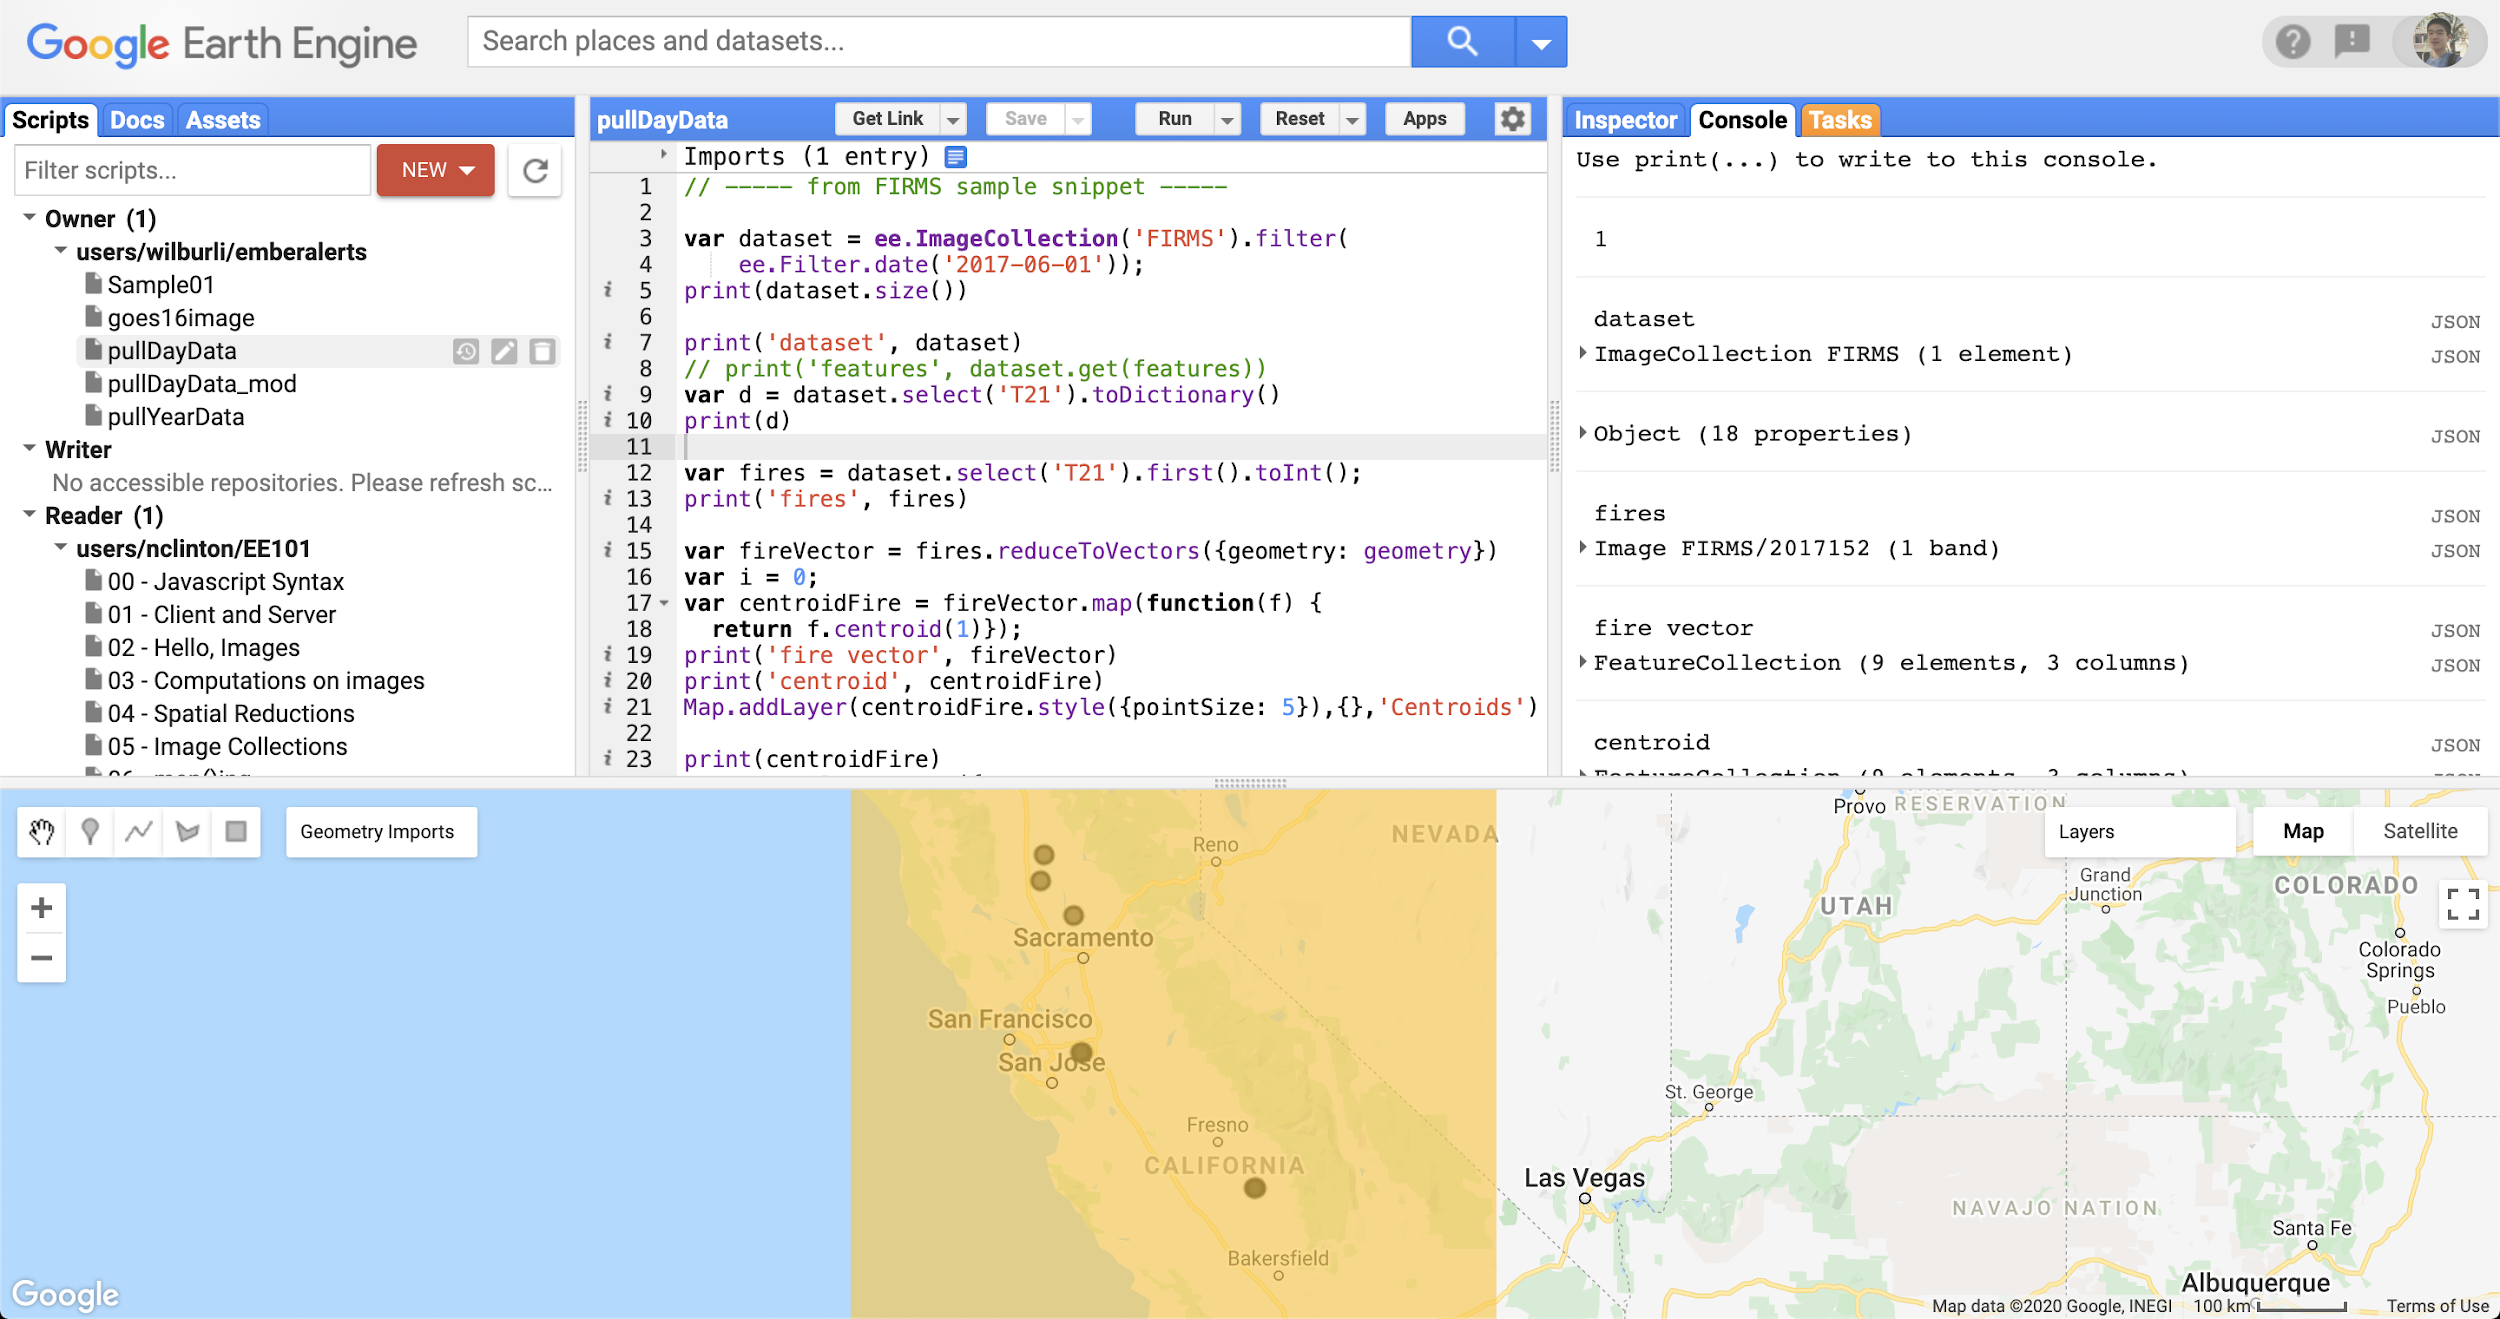 Google Earth Engine
Search places and datasets...
Scripts
Docs
Assets
Filter scripts...
NEW
Owner (1)
users/wilburli/emberalerts
Sample01
goes16image
pullDayData
pullDayData_mod
pullYearData
Writer
No accessible repositories. Please refresh sc...
Reader (1)
users/nclinton/EE101
00 - Javascript Syntax
01 - Client and Server
02 - Hello, Images
03 - Computations on images
04 - Spatial Reductions
05 - Image Collections
pullDayData
Get Link
Save
Run
Reset
Apps
Imports (1 entry)
1 // ----- from FIRMS sample snippet -----
2
3 var dataset = ee.ImageCollection('FIRMS').filter(
4 ee.Filter.date('2017-06-01'));
i 5 print(dataset.size())
6
i 7 print('dataset', dataset)
8 // print('features', dataset.get(features))
i 9 var d = dataset.select('T21').toDictionary()
i 10 print(d)
11
12 var fires = dataset.select('T21').first().toInt();
i 13 print('fires', fires)
14
i 15 var fireVector = fires.reduceToVectors({geometry: geometry})
16 var i = 0;
17 var centroidFire = fireVector.map(function(f) {
18 return f.centroid(1)});
i 19 print('fire vector', fireVector)
i 20 print('centroid', centroidFire)
i 21 Map.addLayer(centroidFire.style({pointSize: 5}),{},'Centroids')
22
i 23 print(centroidFire)
Inspector
Console
Tasks
Use print(...) to write to this console.
1
dataset JSON
ImageCollection FIRMS (1 element) JSON
Object (18 properties) JSON
fires JSON
Image FIRMS/2017152 (1 band) JSON
fire vector JSON
FeatureCollection (9 elements, 3 columns) JSON
centroid JSON
FeatureCollection (9 elements, 3 columns)
Geometry Imports
Layers
Map
Satellite
+
−
Provo
RESERVATION
NEVADA
Reno
Grand
Junction
COLORADO
UTAH
Sacramento
Colorado
Springs
Pueblo
San Francisco
San Jose
St. George
Fresno
CALIFORNIA
Las Vegas
NAVAJO NATION
Santa Fe
Bakersfield
Albuquerque
Google
Map data ©2020 Google, INEGI
100 km
Terms of Use